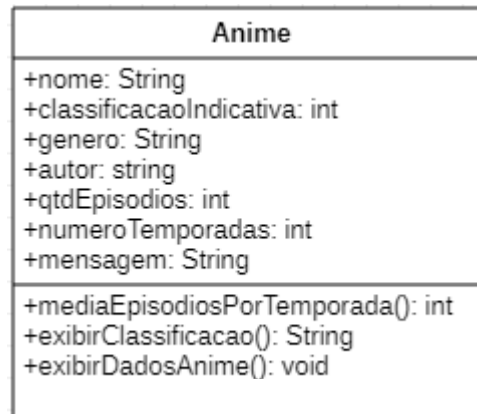 Anime
+nome: String
+classificacaoIndicativa: int
+genero: String
+autor: string
+qtdEpisodios: int
+numeroTemporadas: int
+mensagem: String
+mediaEpisodiosPorTemporada(): int
+exibirClassificacao(): String
+exibirDadosAnime(): void